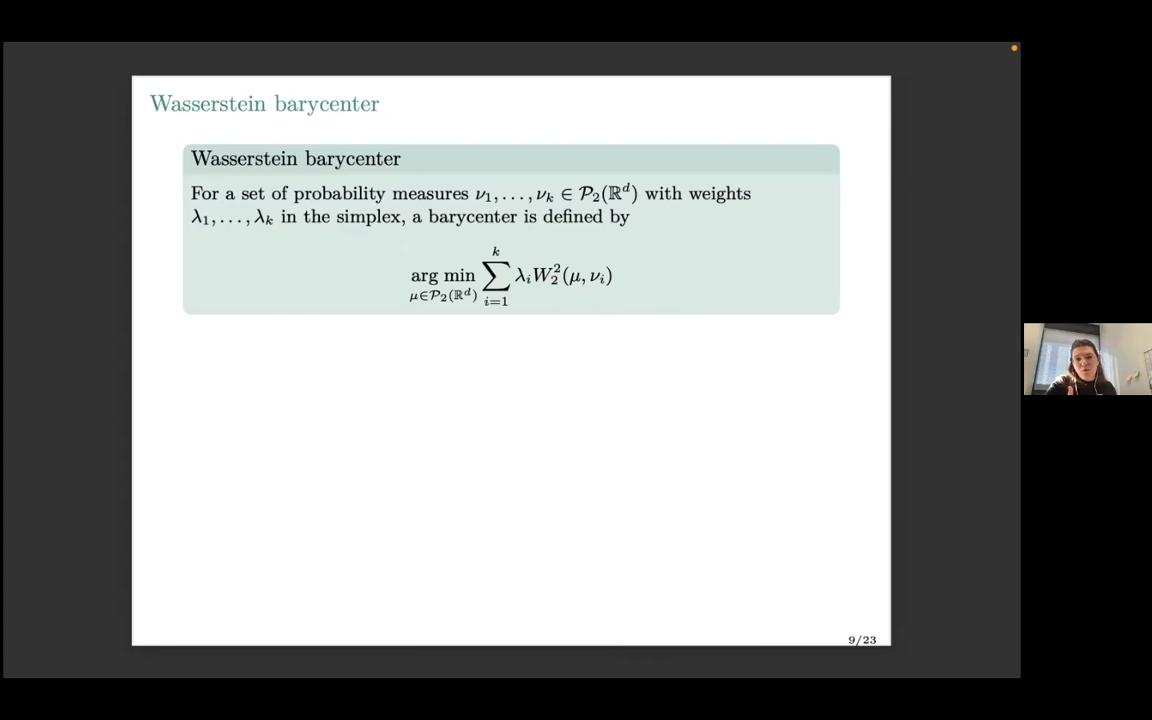 Wasserstein barycenter
Wasserstein barycenter
For a set of probability measures ν₁, . . . , νₖ ∈ 𝒫₂(ℝᵈ) with weights
λ₁, . . . , λₖ in the simplex, a barycenter is defined by
arg min_{μ∈𝒫₂(ℝᵈ)} ∑_{i=1}^{k} λᵢW₂²(μ, νᵢ)
9/23